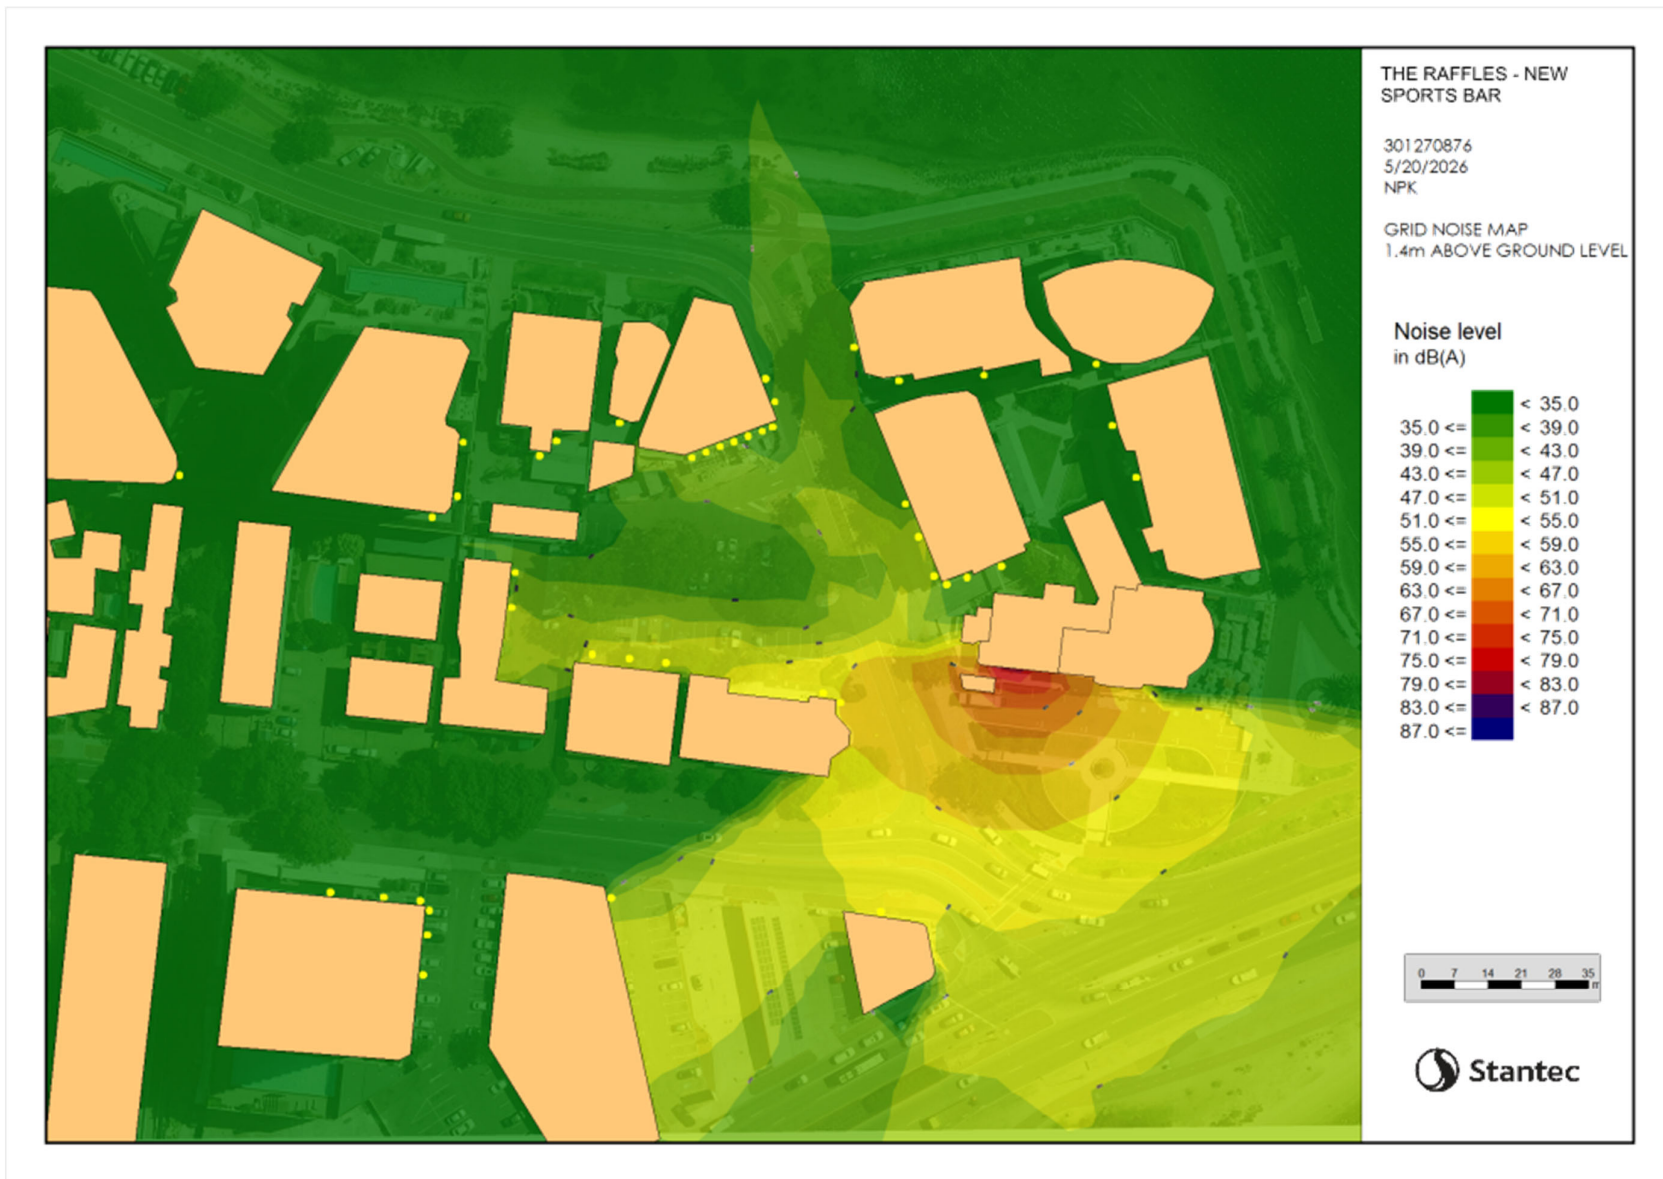 THE RAFFLES - NEW
SPORTS BAR
301270876
5/20/2026
NPK
GRID NOISE MAP
1.4m ABOVE GROUND LEVEL
Noise level
in dB(A)
< 35.0
35.0 <= < 39.0
39.0 <= < 43.0
43.0 <= < 47.0
47.0 <= < 51.0
51.0 <= < 55.0
55.0 <= < 59.0
59.0 <= < 63.0
63.0 <= < 67.0
67.0 <= < 71.0
71.0 <= < 75.0
75.0 <= < 79.0
79.0 <= < 83.0
83.0 <= < 87.0
87.0 <=
0 7 14 21 28 35
m
Stantec